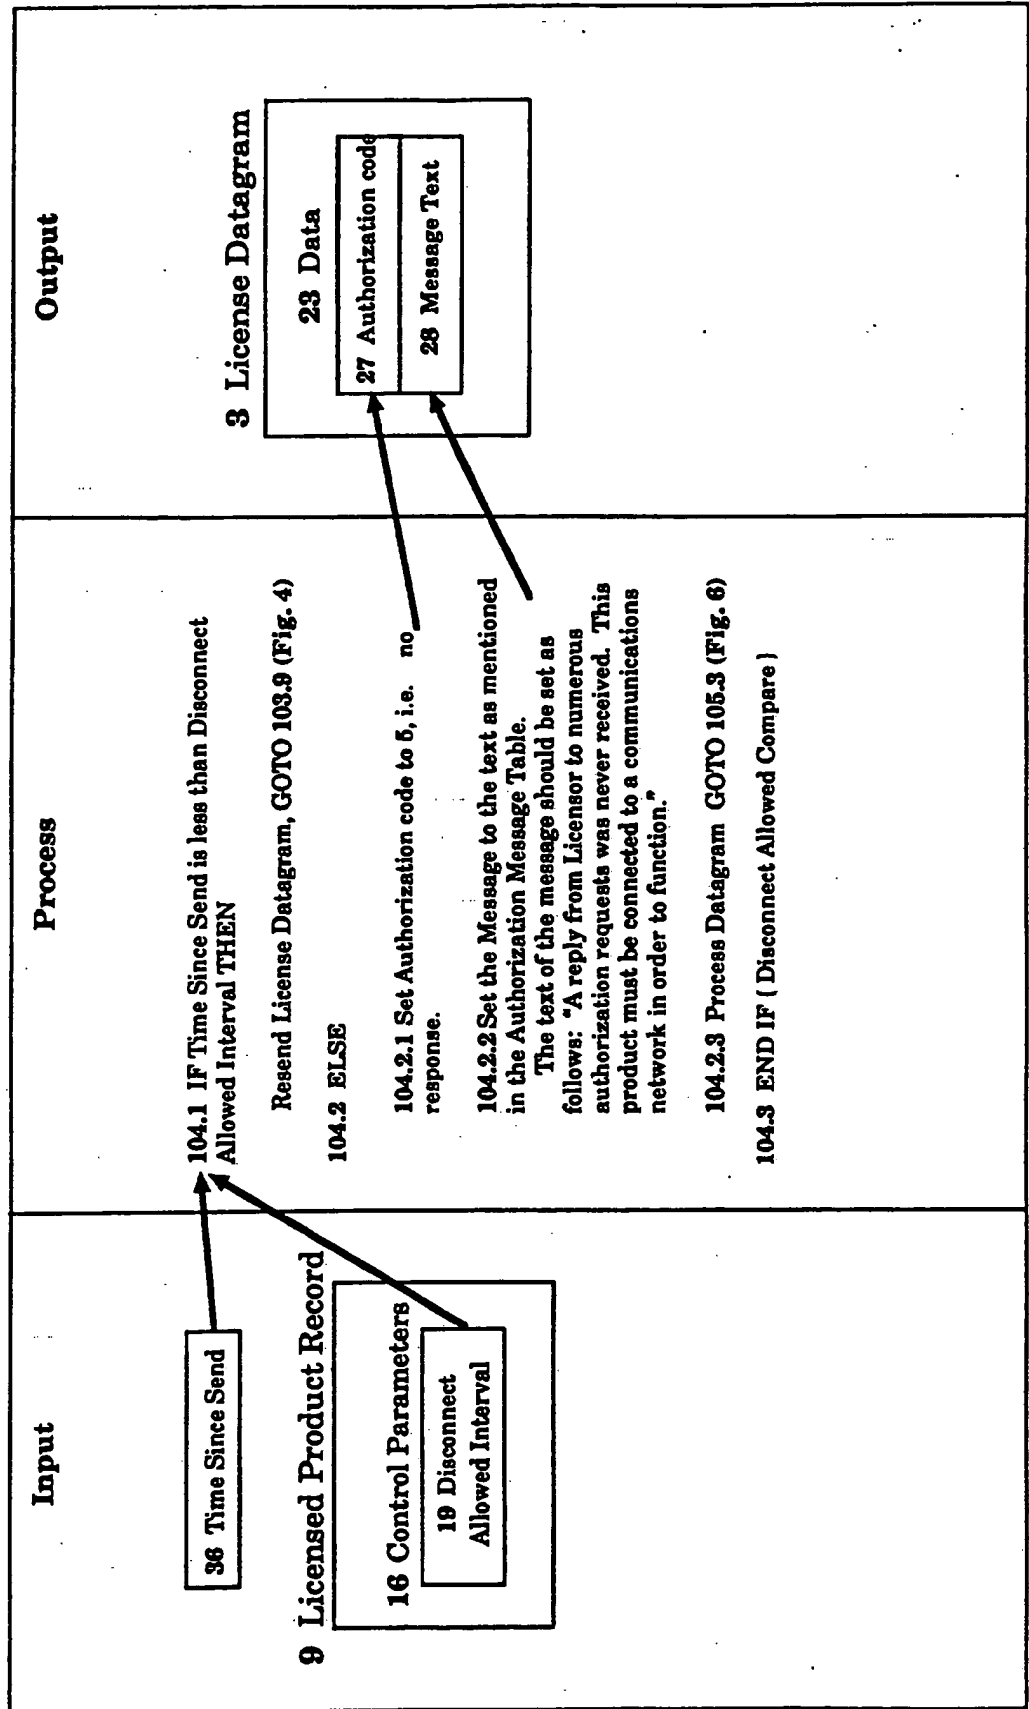 Input
36 Time Since Send
9 Licensed Product Record
16 Control Parameters
19 Disconnect
Allowed Interval
Process
104.1 IF Time Since Send is less than Disconnect
Allowed Interval THEN
Resend License Datagram, GOTO 103.9 (Fig. 4)
104.2 ELSE
104.2.1 Set Authorization code to 5, i.e. no
response.
104.2.2 Set the Message to the text as mentioned
in the Authorization Message Table.
The text of the message should be set as
follows: "A reply from Licensor to numerous
authorization requests was never received. This
product must be connected to a communications
network in order to function."
104.2.3 Process Datagram GOTO 105.3 (Fig. 6)
104.3 END IF { Disconnect Allowed Compare }
Output
3 License Datagram
23 Data
27 Authorization code
28 Message Text